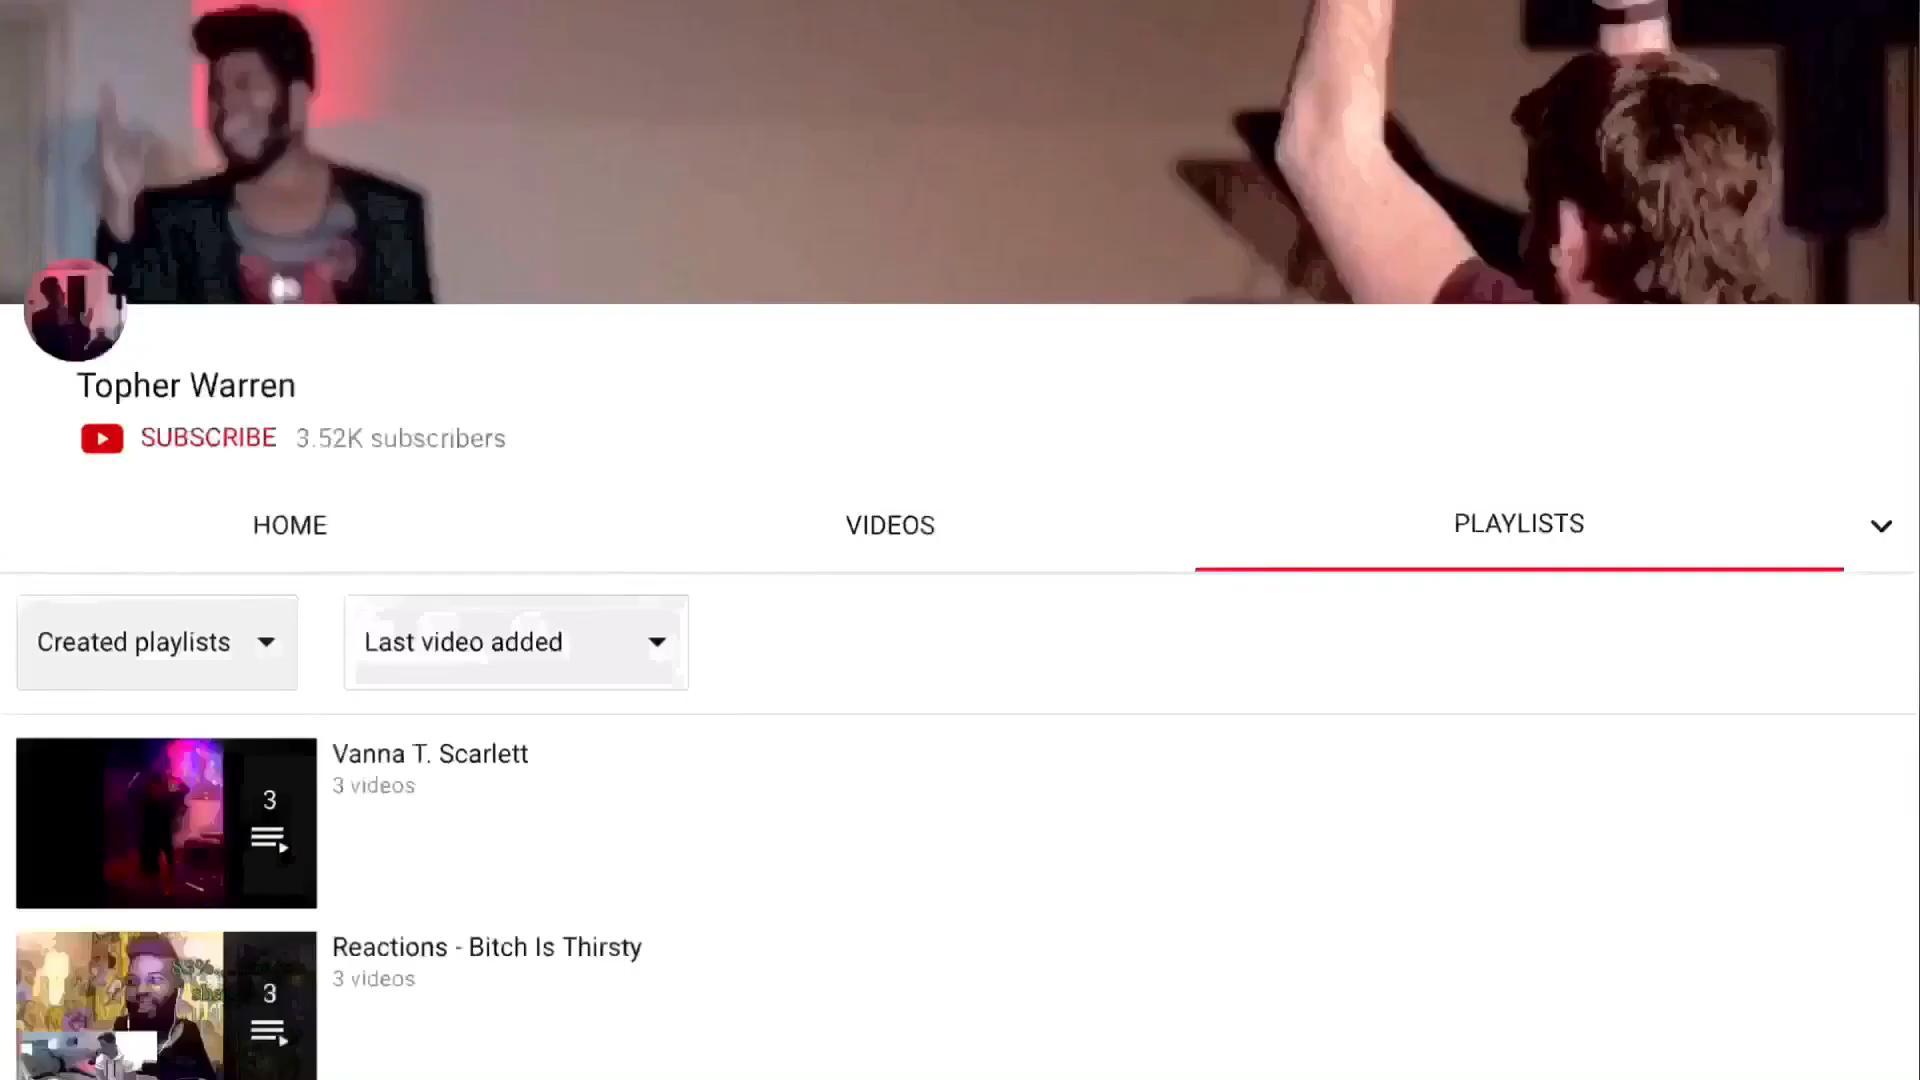 Topher Warren
SUBSCRIBE 3.52K subscribers
HOME VIDEOS PLAYLISTS
Created playlists Last video added
3
Vanna T. Scarlett
3 videos
83%
3
Reactions - Bitch Is Thirsty
3 videos